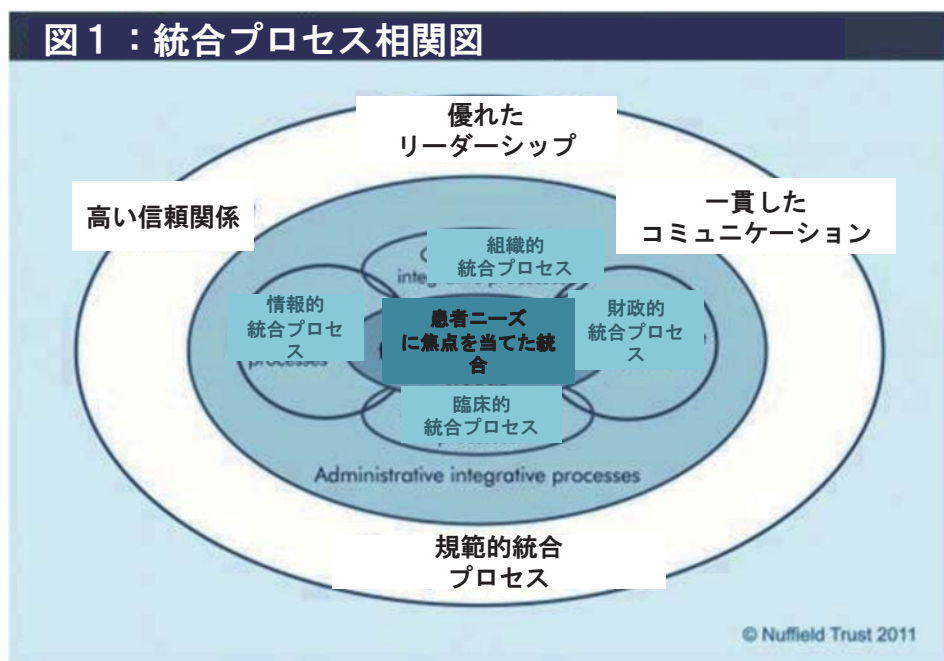 図1：統合プロセス相関図
優れた
リーダーシップ
高い信頼関係
一貫した
コミュニケーション
組織的
統合プロセス
情報的
統合プロセ
ス
患者ニーズ
に焦点を当てた統
合
財政的
統合プロセ
ス
processes
臨床的
統合プロセス
Administrative integrative processes
規範的統合
プロセス
© Nuffield Trust 2011